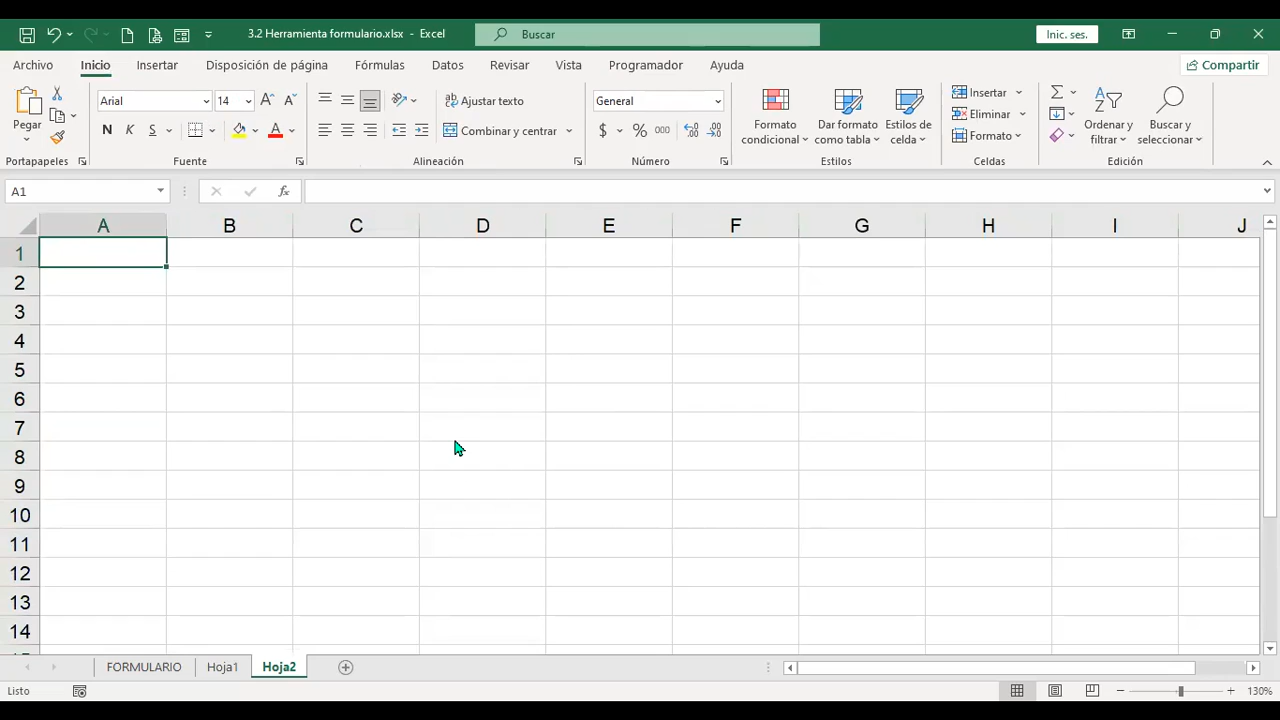 3.2 Herramienta formulario.xlsx - Excel
Buscar
Inic. ses.
Archivo Inicio Insertar Disposición de página Fórmulas Datos Revisar Vista Programador Ayuda
Compartir
Pegar
Portapapeles
Arial 14
N K S
Fuente
Ajustar texto
Combinar y centrar
Alineación
General
$ % 000
Número
Formato condicional
Dar formato como tabla
Estilos de celda
Estilos
Insertar
Eliminar
Formato
Celdas
Ordenar y filtrar
Buscar y seleccionar
Edición
A1
fx
A B C D E F G H I J
1
2
3
4
5
6
7
8
9
10
11
12
13
14
FORMULARIO Hoja1 Hoja2
Listo
130%